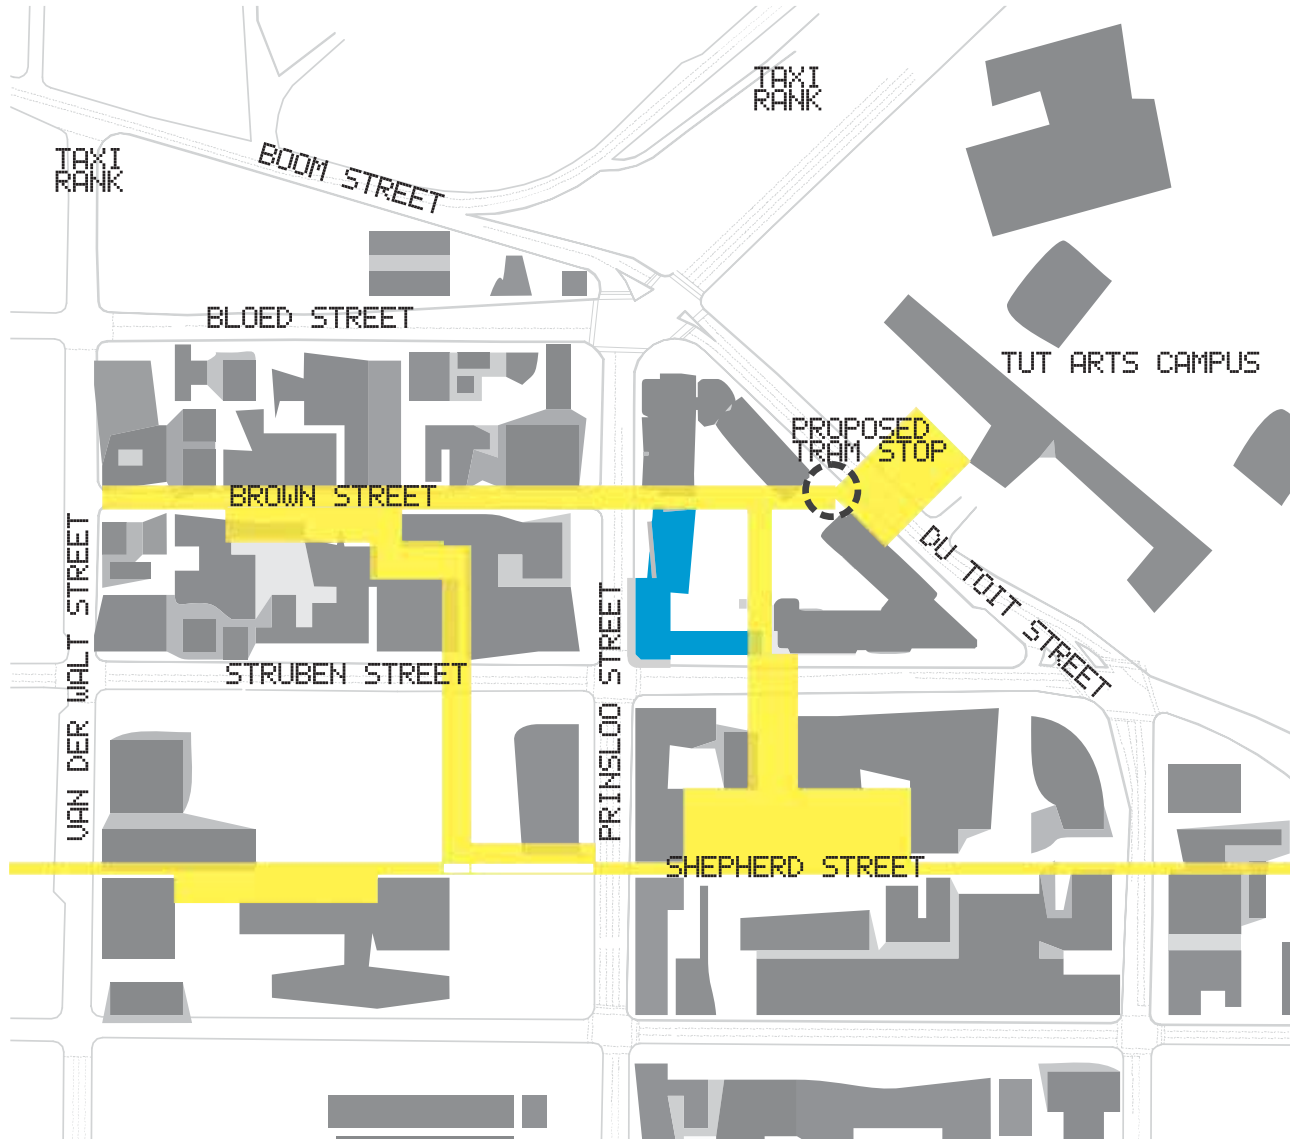 TAXI
RANK
TAXI
RANK
BOOM STREET
BLOED STREET
TUT ARTS CAMPUS
PROPOSED
TRAM STOP
BROWN STREET
DU TOIT STREET
VAN DER WALT STREET
PRINSLOO STREET
STRUBEN STREET
SHEPHERD STREET